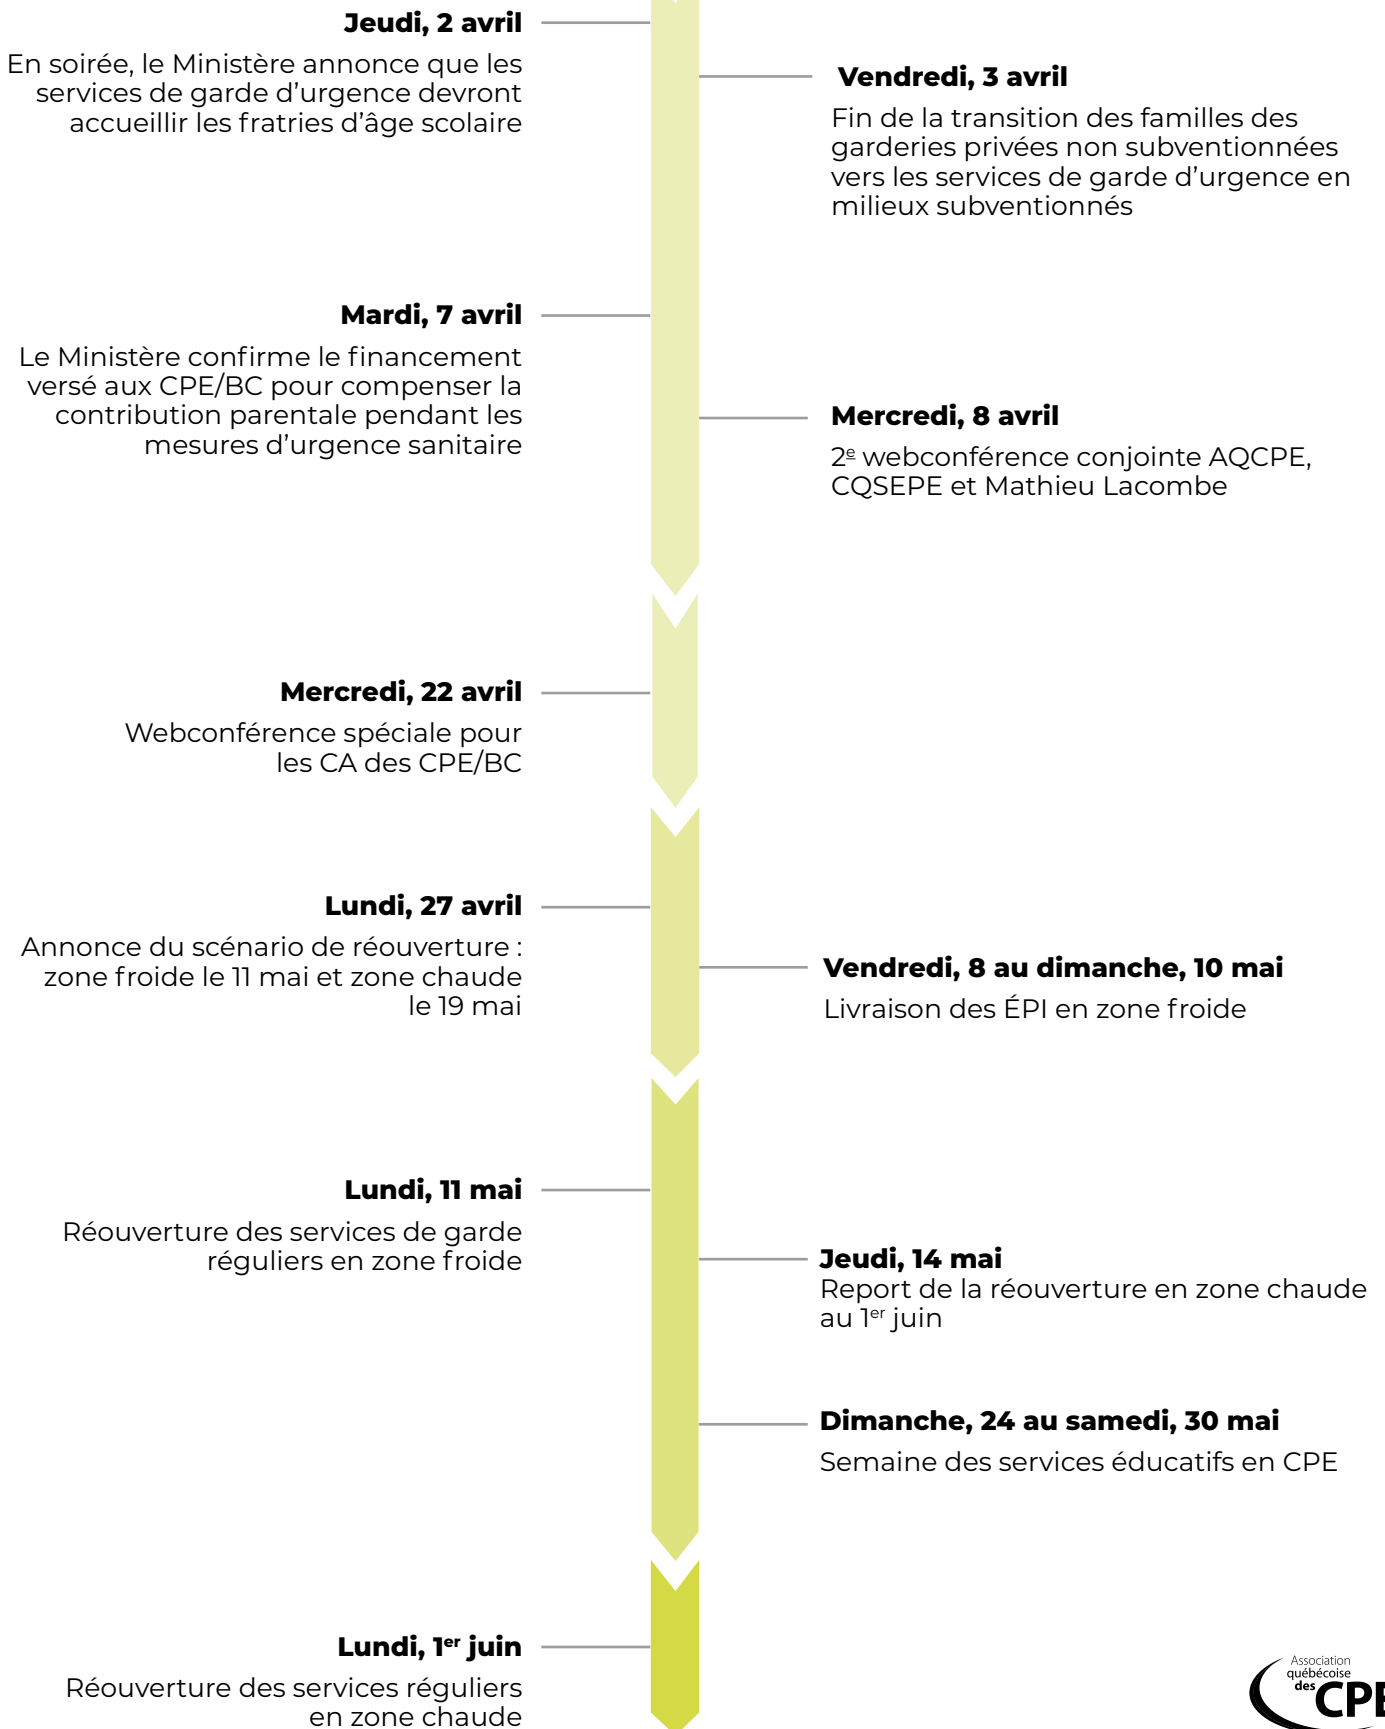 Jeudi, 2 avril
En soirée, le Ministère annonce que les
services de garde d’urgence devront
accueillir les fratries d’âge scolaire
Vendredi, 3 avril
Fin de la transition des familles des
garderies privées non subventionnées
vers les services de garde d’urgence en
milieux subventionnés
Mardi, 7 avril
Le Ministère confirme le financement
versé aux CPE/BC pour compenser la
contribution parentale pendant les
mesures d’urgence sanitaire
Mercredi, 8 avril
2ᵉ webconférence conjointe AQCPE,
CQSEPE et Mathieu Lacombe
Mercredi, 22 avril
Webconférence spéciale pour
les CA des CPE/BC
Lundi, 27 avril
Annonce du scénario de réouverture :
zone froide le 11 mai et zone chaude
le 19 mai
Vendredi, 8 au dimanche, 10 mai
Livraison des ÉPI en zone froide
Lundi, 11 mai
Réouverture des services de garde
réguliers en zone froide
Jeudi, 14 mai
Report de la réouverture en zone chaude
au 1er juin
Dimanche, 24 au samedi, 30 mai
Semaine des services éducatifs en CPE
Lundi, 1er juin
Réouverture des services réguliers
en zone chaude
Association
québécoise
des CPE